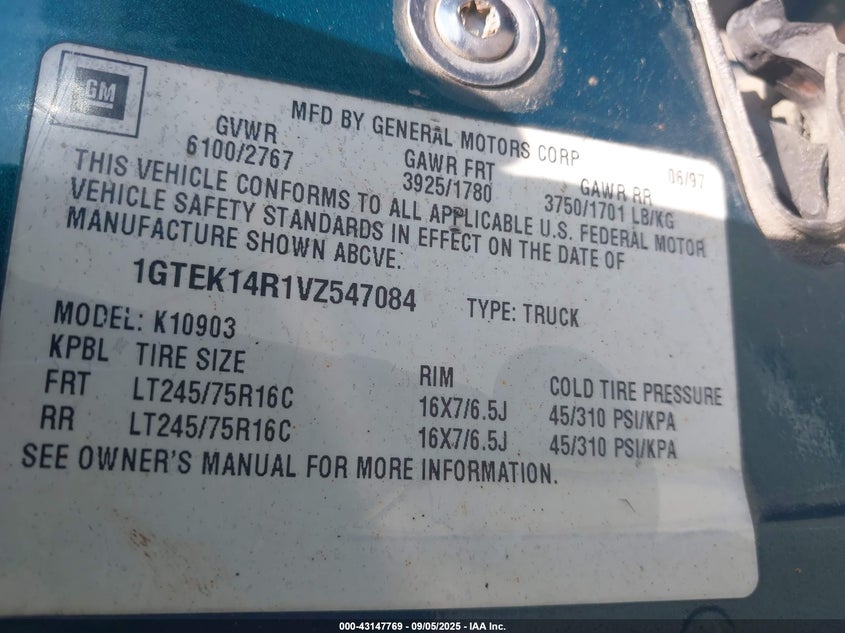 GM
MFD BY GENERAL MOTORS CORP
06/97
GVWR GAWR FRT GAWR RR
6100/2767 3925/1780 3750/1701 LB/KG
THIS VEHICLE CONFORMS TO ALL APPLICABLE U.S. FEDERAL MOTOR
VEHICLE SAFETY STANDARDS IN EFFECT ON THE DATE OF
MANUFACTURE SHOWN ABOVE.
1GTEK14R1VZ547084 TYPE: TRUCK
MODEL: K10903
KPBL TIRE SIZE RIM COLD TIRE PRESSURE
FRT LT245/75R16C 16X7/6.5J 45/310 PSI/KPA
RR LT245/75R16C 16X7/6.5J 45/310 PSI/KPA
SEE OWNER'S MANUAL FOR MORE INFORMATION.
000-43147769 - 09/05/2025 - IAA Inc.